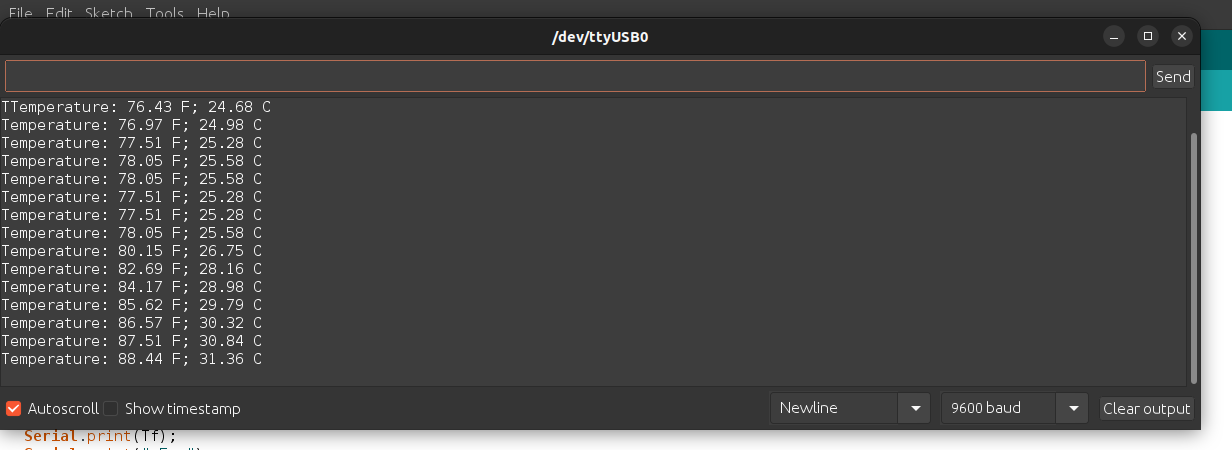 File Edit Sketch Tools Help
/dev/ttyUSB0
Send
TTemperature: 76.43 F; 24.68 C
Temperature: 76.97 F; 24.98 C
Temperature: 77.51 F; 25.28 C
Temperature: 78.05 F; 25.58 C
Temperature: 78.05 F; 25.58 C
Temperature: 77.51 F; 25.28 C
Temperature: 77.51 F; 25.28 C
Temperature: 78.05 F; 25.58 C
Temperature: 80.15 F; 26.75 C
Temperature: 82.69 F; 28.16 C
Temperature: 84.17 F; 28.98 C
Temperature: 85.62 F; 29.79 C
Temperature: 86.57 F; 30.32 C
Temperature: 87.51 F; 30.84 C
Temperature: 88.44 F; 31.36 C
Autoscroll Show timestamp Newline 9600 baud Clear output
Serial.print(Tf);